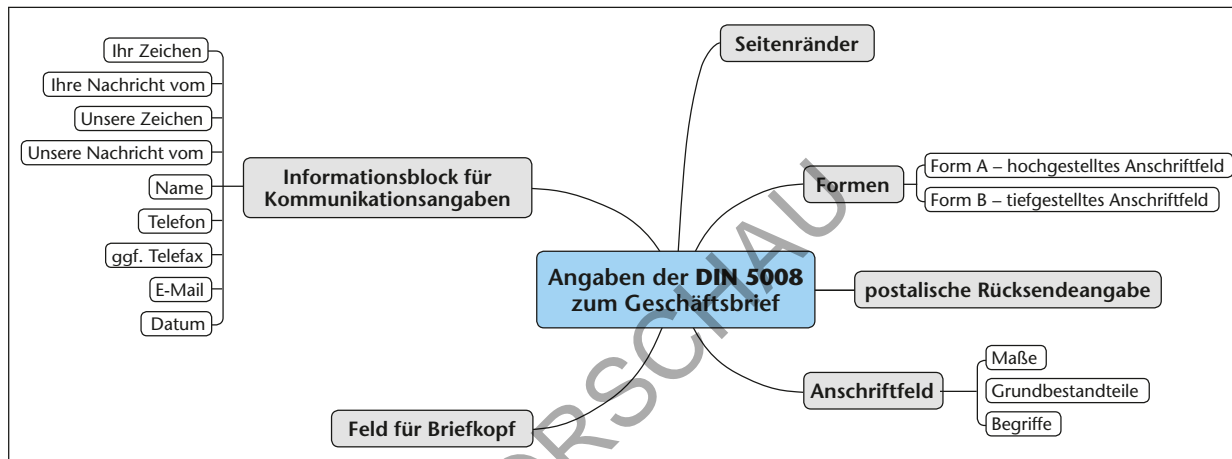 Angaben der DIN 5008
zum Geschäftsbrief
Seitenränder
Formen
Form A – hochgestelltes Anschriftfeld
Form B – tiefgestelltes Anschriftfeld
postalische Rücksendeangabe
Anschriftfeld
Maße
Grundbestandteile
Begriffe
Feld für Briefkopf
Informationsblock für
Kommunikationsangaben
Ihr Zeichen
Ihre Nachricht vom
Unsere Zeichen
Unsere Nachricht vom
Name
Telefon
ggf. Telefax
E-Mail
Datum